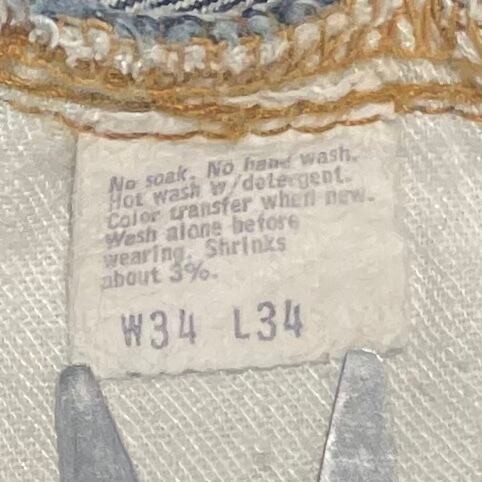 No soak. No hand wash.
Hot wash w/detergent.
Color transfer when new.
Wash alone before
wearing. Shrinks
about 3%.
W34 L34